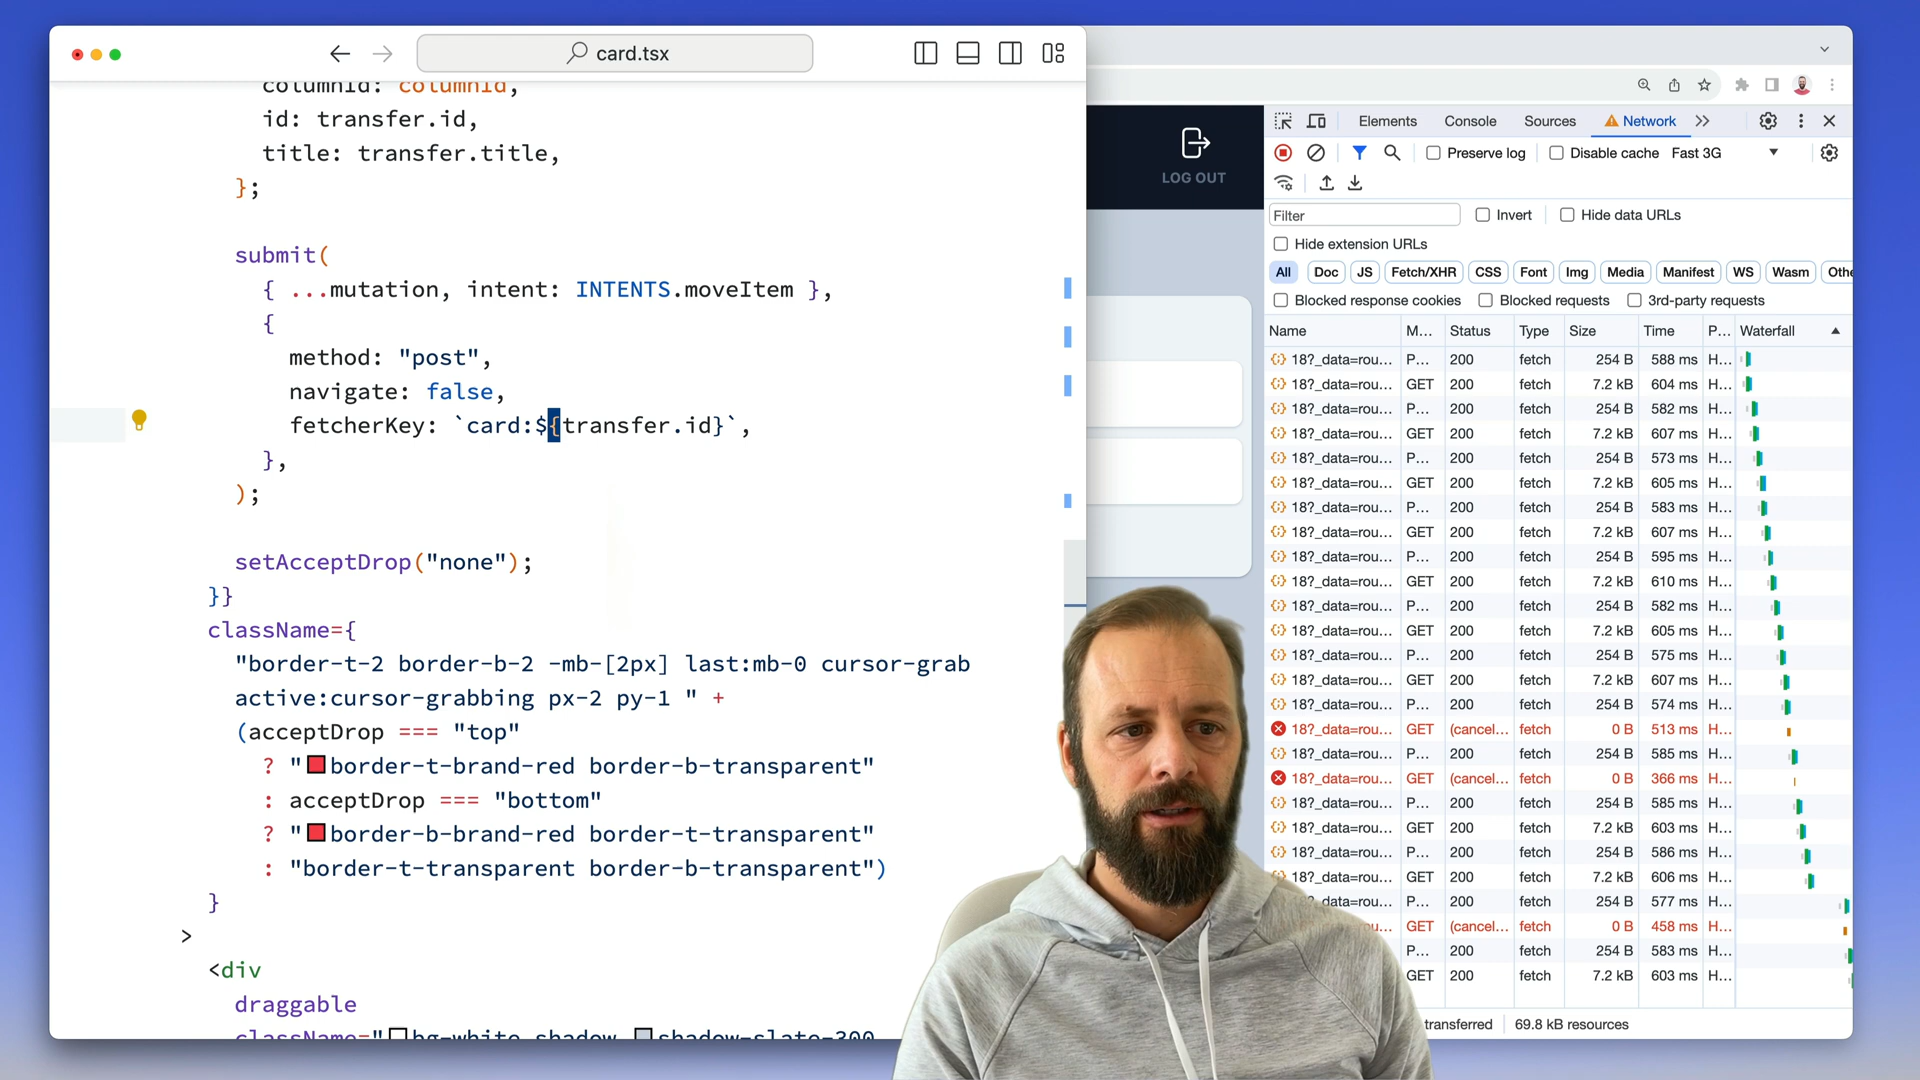 card.tsx
columnId: columnId,
id: transfer.id,
title: transfer.title,
};
submit(
{ ...mutation, intent: INTENTS.moveItem },
{
method: "post",
navigate: false,
fetcherKey: `card:${transfer.id}`,
},
);
setAcceptDrop("none");
}}
className={
"border-t-2 border-b-2 -mb-[2px] last:mb-0 cursor-grab
active:cursor-grabbing px-2 py-1 " +
(acceptDrop === "top"
? "border-t-brand-red border-b-transparent"
: acceptDrop === "bottom"
? "border-b-brand-red border-t-transparent"
: "border-t-transparent border-b-transparent")
}
>
<div
draggable
className="bg-white shadow shadow-slate-300
LOG OUT
Elements Console Sources Network
Preserve log Disable cache Fast 3G
Filter Invert Hide data URLs
Hide extension URLs
All Doc JS Fetch/XHR CSS Font Img Media Manifest WS Wasm Othe
Blocked response cookies Blocked requests 3rd-party requests
Name M... Status Type Size Time P... Waterfall
18?_data=rou... P... 200 fetch 254 B 588 ms H...
18?_data=rou... GET 200 fetch 7.2 kB 604 ms H...
18?_data=rou... P... 200 fetch 254 B 582 ms H...
18?_data=rou... GET 200 fetch 7.2 kB 607 ms H...
18?_data=rou... P... 200 fetch 254 B 573 ms H...
18?_data=rou... GET 200 fetch 7.2 kB 605 ms H...
18?_data=rou... P... 200 fetch 254 B 583 ms H...
18?_data=rou... GET 200 fetch 7.2 kB 607 ms H...
18?_data=rou... P... 200 fetch 254 B 595 ms H...
18?_data=rou... GET 200 fetch 7.2 kB 610 ms H...
18?_data=rou... P... 200 fetch 254 B 582 ms H...
18?_data=rou... GET 200 fetch 7.2 kB 605 ms H...
18?_data=rou... P... 200 fetch 254 B 575 ms H...
18?_data=rou... GET 200 fetch 7.2 kB 607 ms H...
18?_data=rou... P... 200 fetch 254 B 574 ms H...
18?_data=rou... GET (cancel... fetch 0 B 513 ms H...
18?_data=rou... P... 200 fetch 254 B 585 ms H...
18?_data=rou... GET (cancel... fetch 0 B 366 ms H...
18?_data=rou... P... 200 fetch 254 B 585 ms H...
18?_data=rou... GET 200 fetch 7.2 kB 603 ms H...
18?_data=rou... P... 200 fetch 254 B 586 ms H...
18?_data=rou... GET 200 fetch 7.2 kB 606 ms H...
?_data=rou... P... 200 fetch 254 B 577 ms H...
data=rou... GET (cancel... fetch 0 B 458 ms H...
P... 200 fetch 254 B 583 ms H...
GET 200 fetch 7.2 kB 603 ms H...
transferred 69.8 kB resources